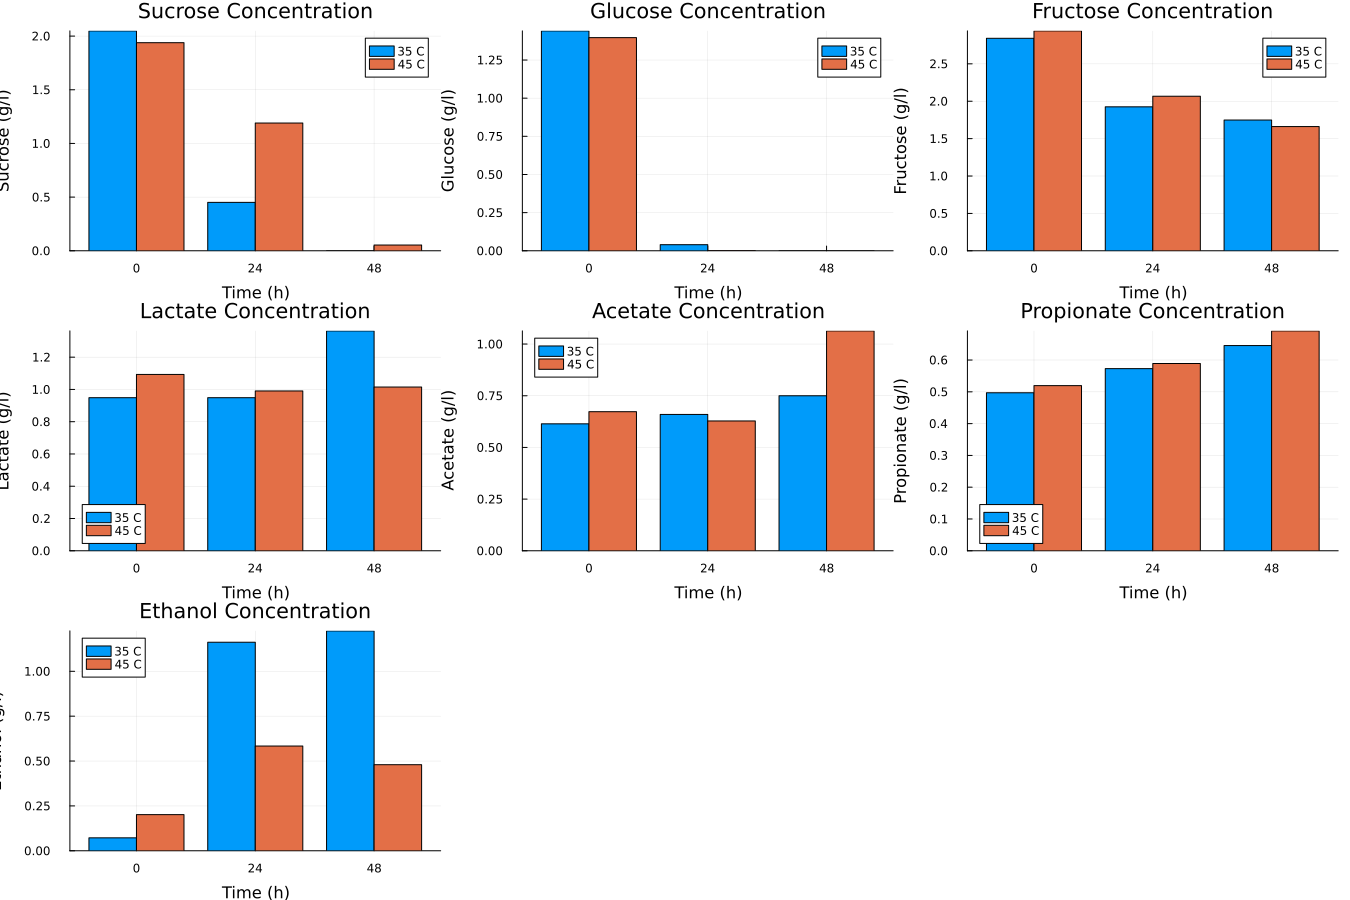 Sucrose Concentration
Sucrose (g/l)
2.0
1.5
1.0
0.5
0.0
35 C
45 C
0 24 48
Time (h)
Glucose Concentration
Glucose (g/l)
1.25
1.00
0.75
0.50
0.25
0.00
35 C
45 C
0 24 48
Time (h)
Fructose Concentration
Fructose (g/l)
2.5
2.0
1.5
1.0
0.5
0.0
35 C
45 C
0 24 48
Time (h)
Lactate Concentration
Lactate (g/l)
1.2
1.0
0.8
0.6
0.4
0.2
0.0
35 C
45 C
0 24 48
Time (h)
Acetate Concentration
Acetate (g/l)
1.00
0.75
0.50
0.25
0.00
35 C
45 C
0 24 48
Time (h)
Propionate Concentration
Propionate (g/l)
0.6
0.5
0.4
0.3
0.2
0.1
0.0
35 C
45 C
0 24 48
Time (h)
Ethanol Concentration
1.00
0.75
0.50
0.25
0.00
35 C
45 C
0 24 48
Time (h)